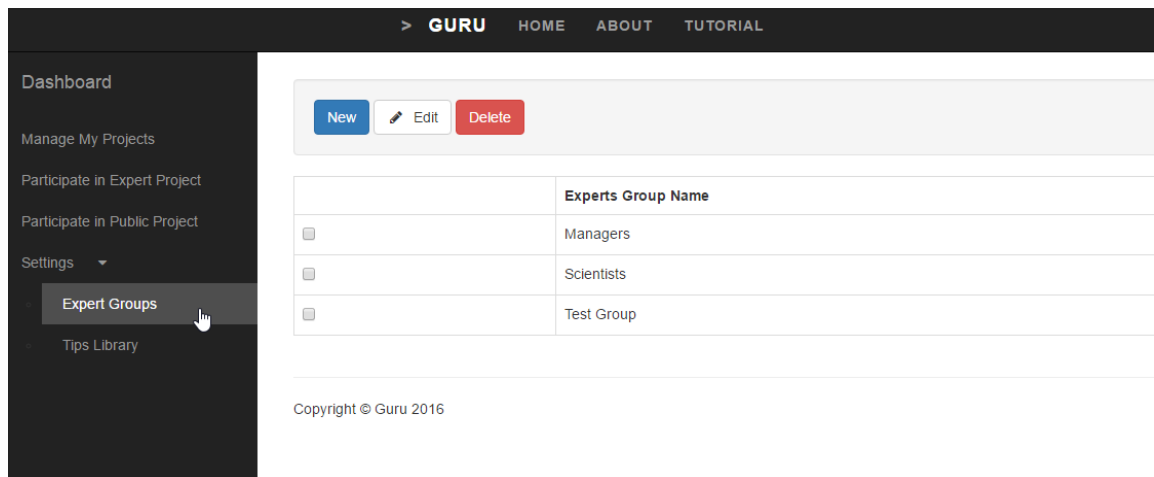 > GURU HOME ABOUT TUTORIAL
Dashboard
Manage My Projects
Participate in Expert Project
Participate in Public Project
Settings
Expert Groups
Tips Library
New Edit Delete
Experts Group Name
Managers
Scientists
Test Group
Copyright © Guru 2016